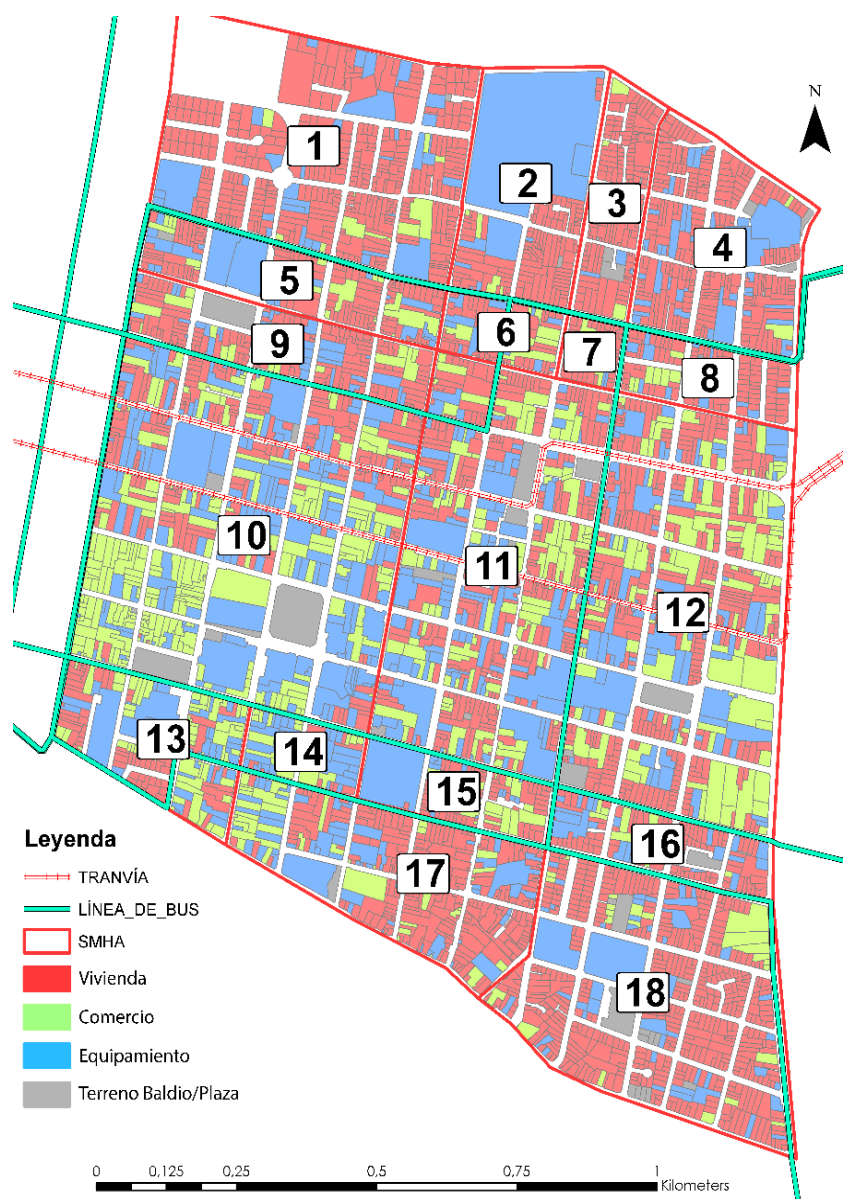 N
1
2
3
4
5
6
7
8
9
10
11
12
13
14
15
16
17
18
Leyenda
TRANVÍA
LÍNEA_DE_BUS
SMHA
Vivienda
Comercio
Equipamiento
Terreno Baldio/Plaza
0 0,125 0,25 0,5 0,75 1
Kilometers